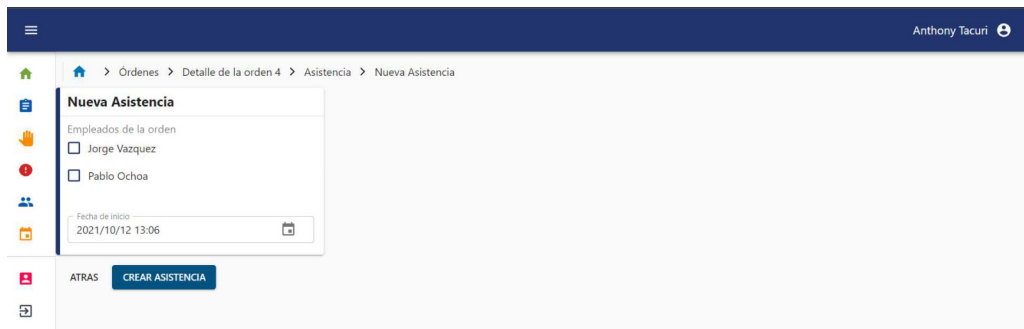 Anthony Tacuri
> Órdenes > Detalle de la orden 4 > Asistencia > Nueva Asistencia
Nueva Asistencia
Empleados de la orden
Jorge Vazquez
Pablo Ochoa
Fecha de inicio
2021/10/12 13:06
ATRAS CREAR ASISTENCIA